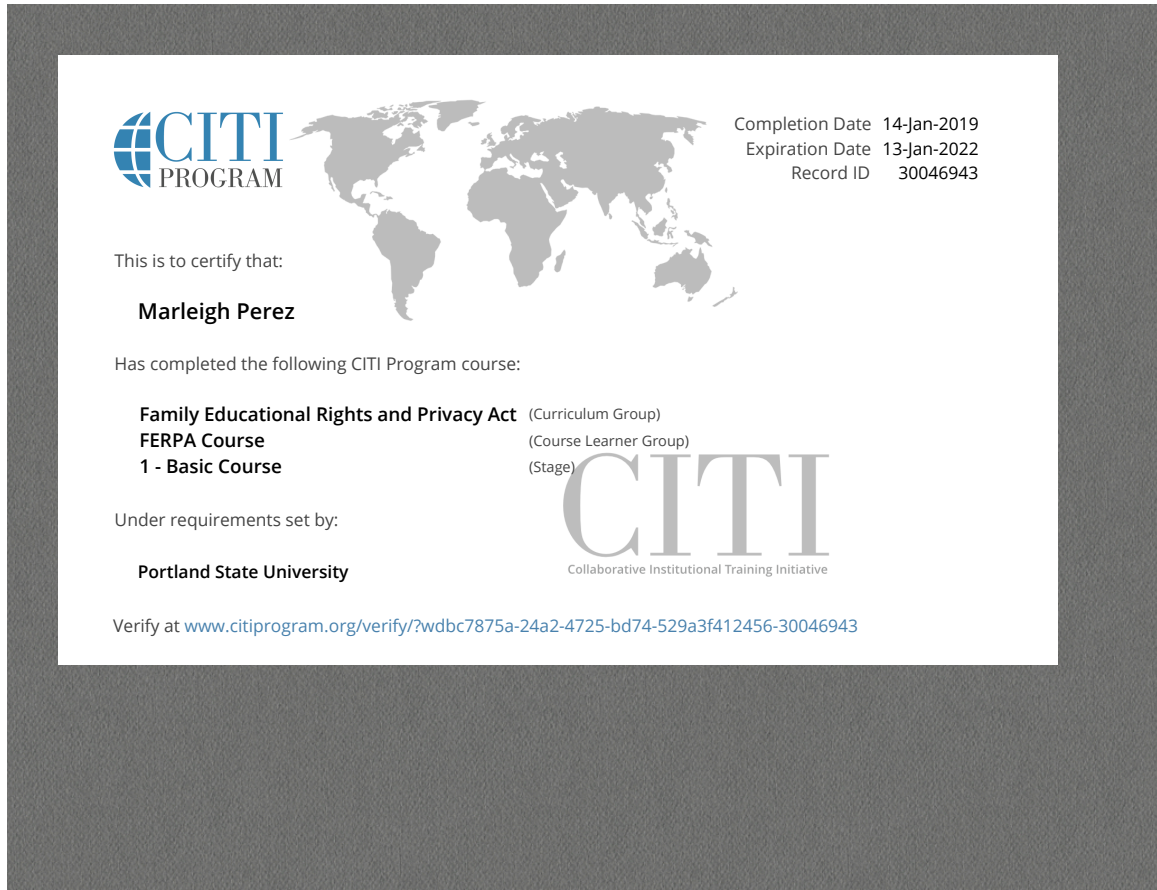 CITI
PROGRAM
Completion Date 14-Jan-2019
Expiration Date 13-Jan-2022
Record ID 30046943
This is to certify that:
Marleigh Perez
Has completed the following CITI Program course:
Family Educational Rights and Privacy Act (Curriculum Group)
FERPA Course (Course Learner Group)
1 - Basic Course (Stage)
CITI
Collaborative Institutional Training Initiative
Under requirements set by:
Portland State University
Verify at www.citiprogram.org/verify/?wdbc7875a-24a2-4725-bd74-529a3f412456-30046943